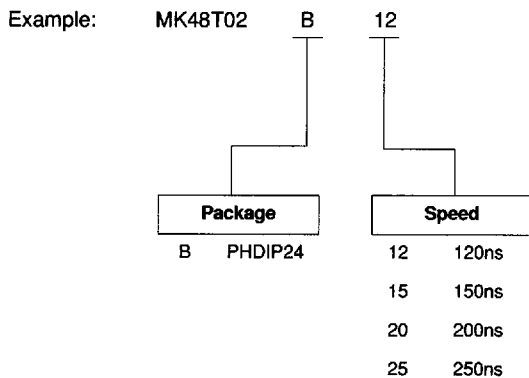 Example: MK48T02 B 12
Package Speed
B PHDIP24 12 120ns
15 150ns
20 200ns
25 250ns